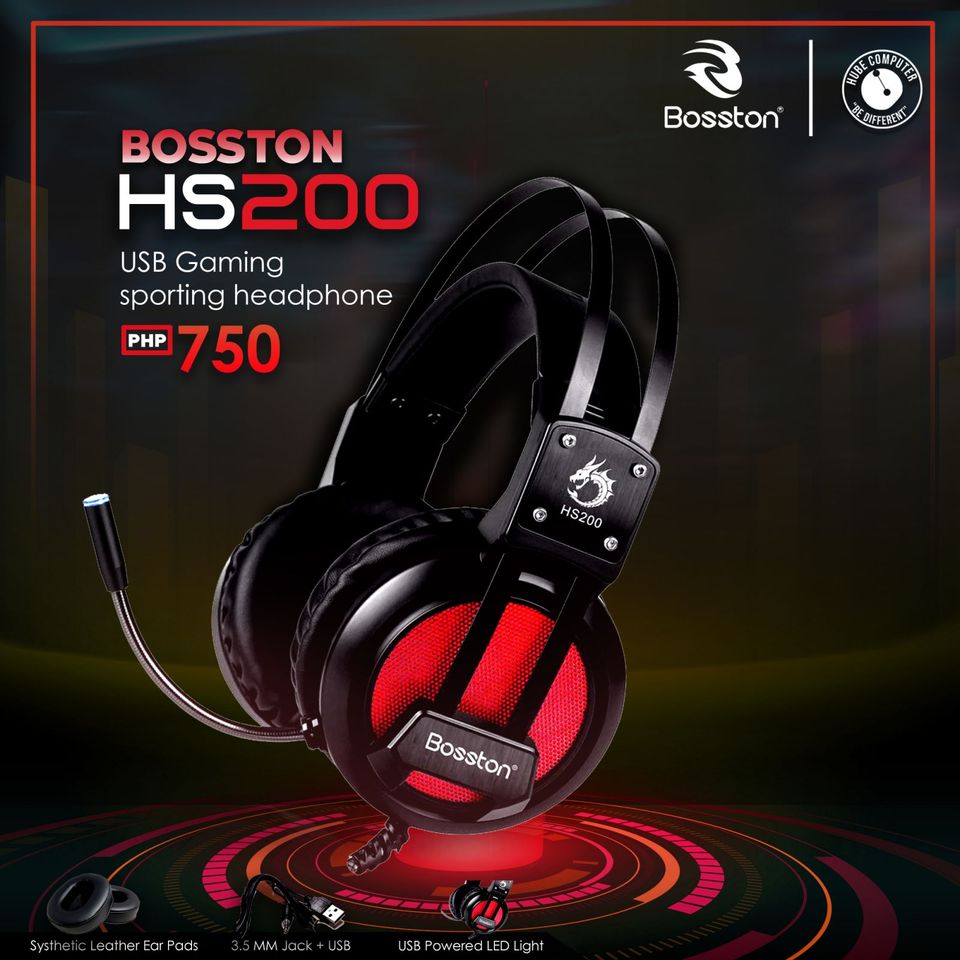 Bosston®
HUBE COMPUTER
"BE DIFFERENT"
BOSSTON
HS200
USB Gaming
sporting headphone
PHP 750
HS200
Bosston®
Systhetic Leather Ear Pads
3.5 MM Jack + USB
USB Powered LED Light